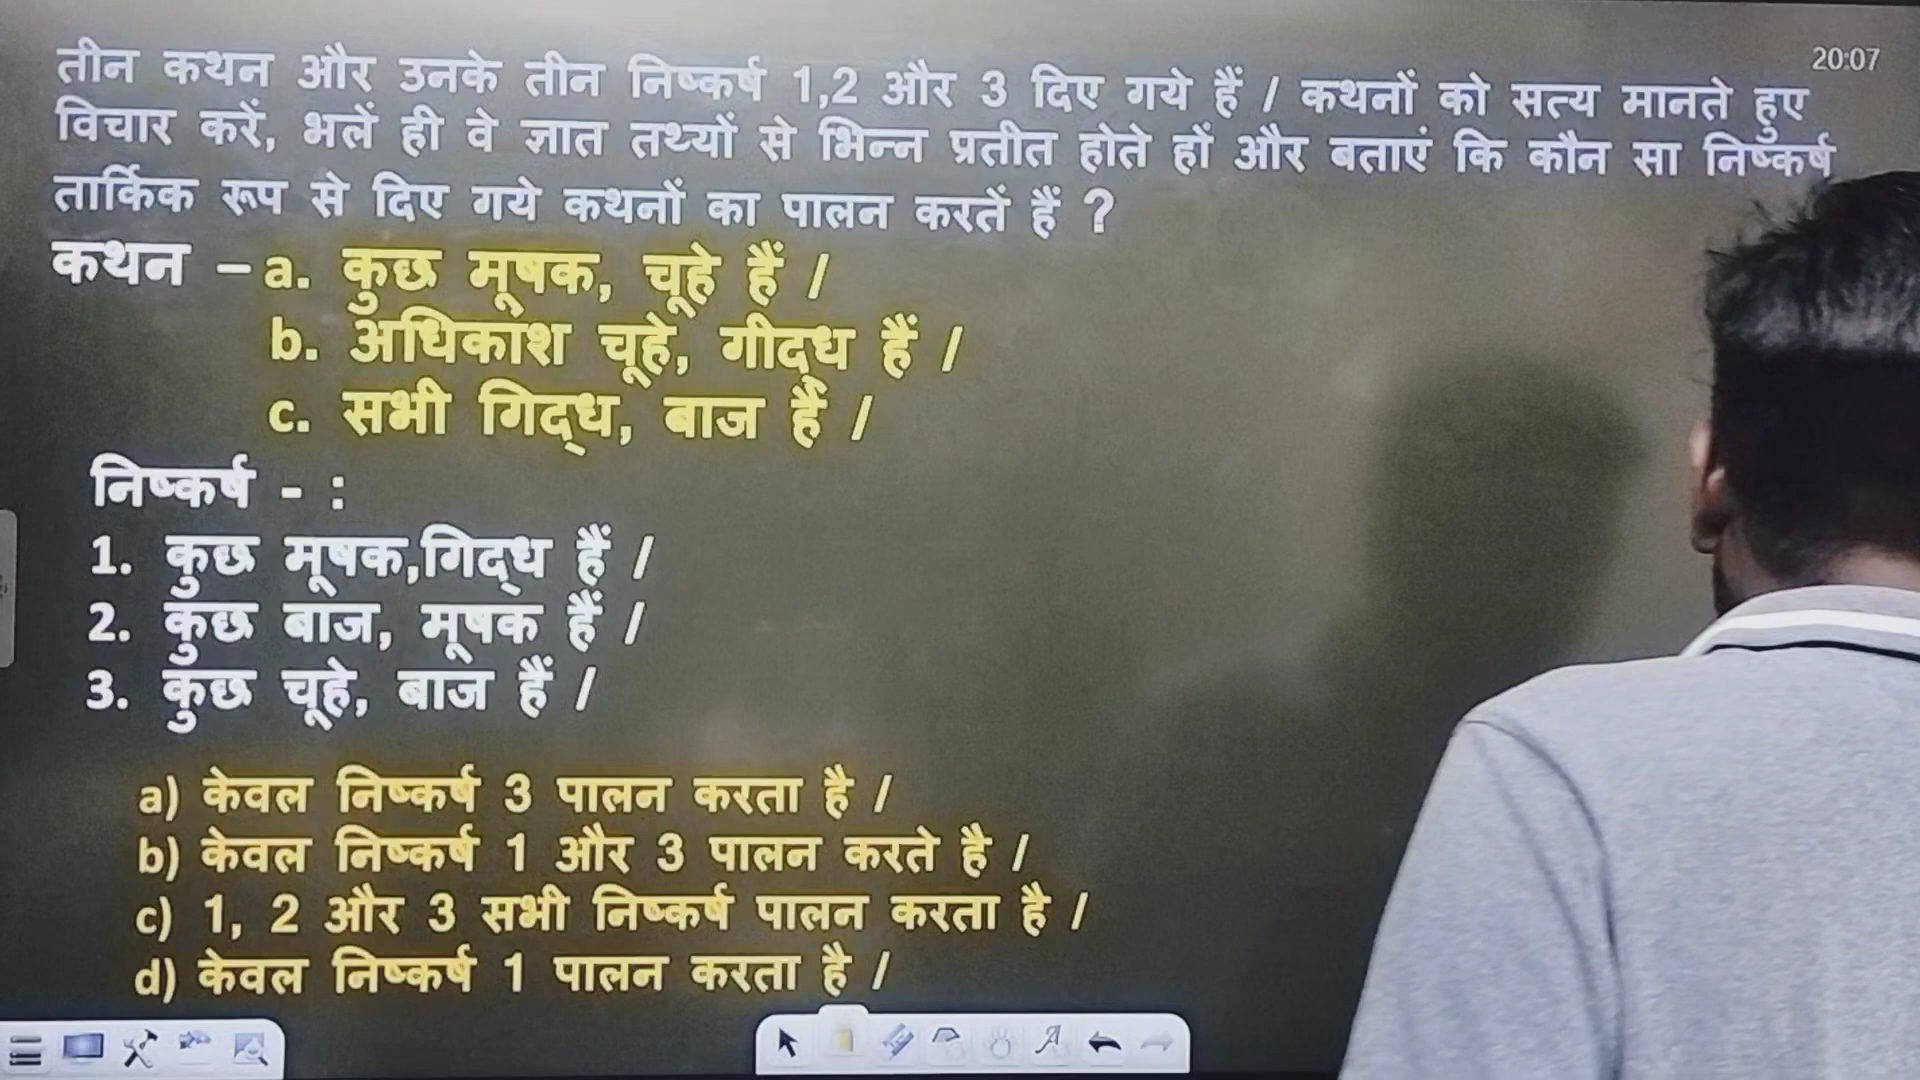 20:07
तीन कथन और उनके तीन निष्कर्ष 1,2 और 3 दिए गये हैं / कथनों को सत्य मानते हुए
विचार करें, भलें ही वे ज्ञात तथ्यों से भिन्न प्रतीत होते हों और बताएं कि कौन सा निष्कर्ष
तार्किक रूप से दिए गये कथनों का पालन करतें हैं ?
कथन – a. कुछ मूषक, चूहे हैं /
b. अधिकांश चूहे, गीद्ध हैं /
c. सभी गिद्ध, बाज हैं /
निष्कर्ष - :
1. कुछ मूषक,गिद्ध हैं /
2. कुछ बाज, मूषक हैं /
3. कुछ चूहे, बाज हैं /
a) केवल निष्कर्ष 3 पालन करता है /
b) केवल निष्कर्ष 1 और 3 पालन करते है /
c) 1, 2 और 3 सभी निष्कर्ष पालन करता है /
d) केवल निष्कर्ष 1 पालन करता है /